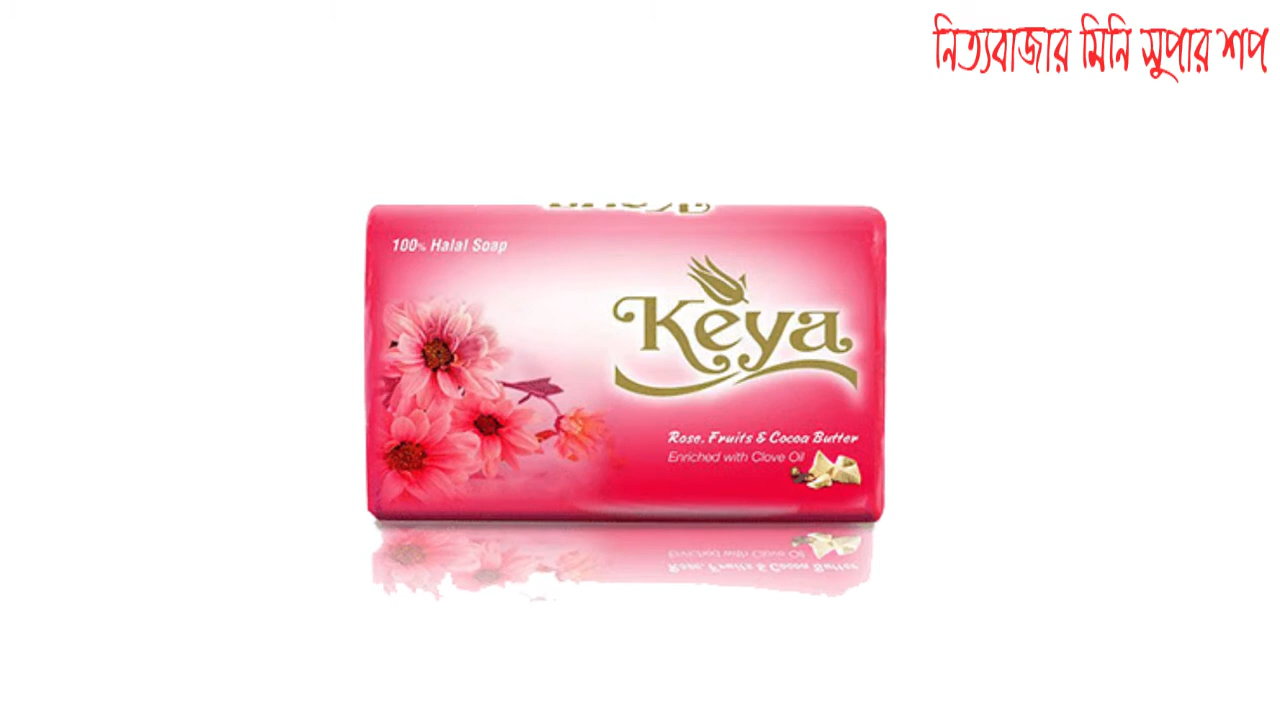 নিত্যবাজার মিনি সুপার শপ
100% Halal Soap
Keya
Rose, Fruits & Cocoa Butter
Enriched with Clove Oil